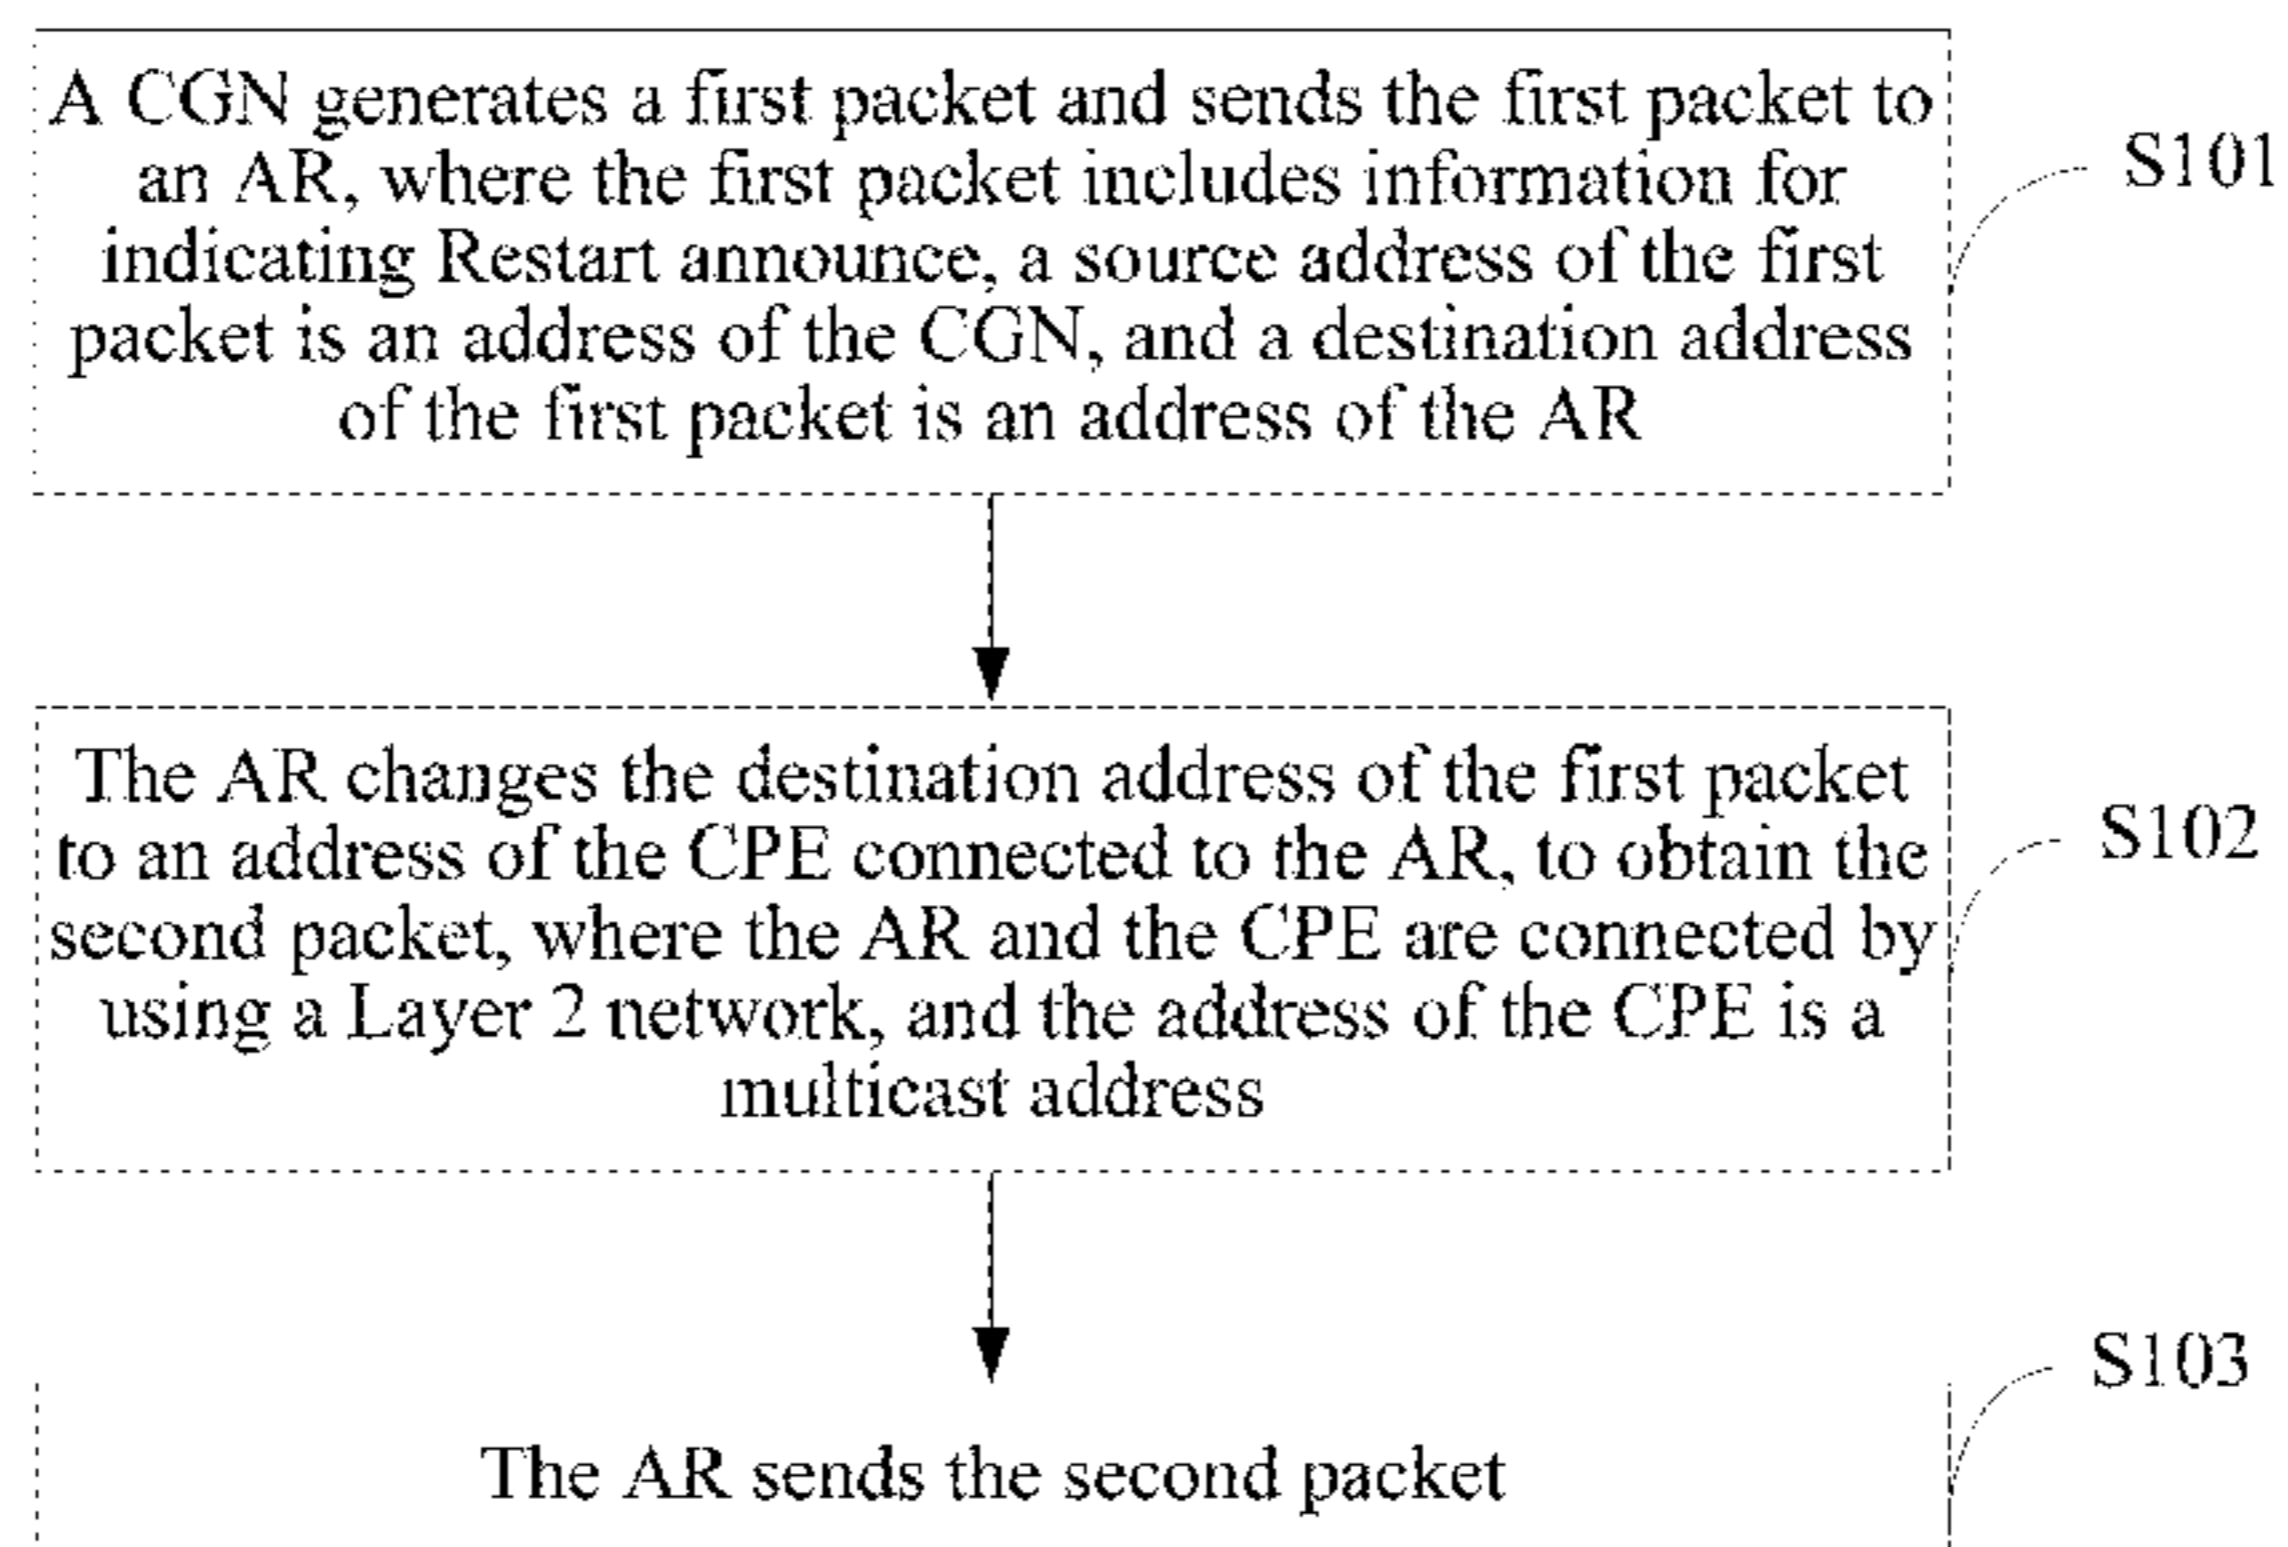 A CGN generates a first packet and sends the first packet to
an AR, where the first packet includes information for
indicating Restart announce, a source address of the first
packet is an address of the CGN, and a destination address
of the first packet is an address of the AR
S101
The AR changes the destination address of the first packet
to an address of the CPE connected to the AR, to obtain the
second packet, where the AR and the CPE are connected by
using a Layer 2 network, and the address of the CPE is a
multicast address
S102
The AR sends the second packet
S103